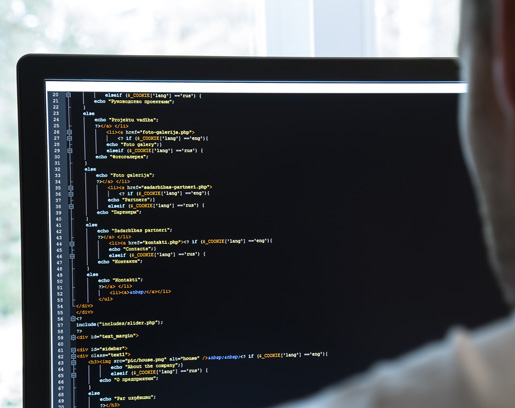 20 elseif ($_COOKIE['lang'] =='rus') {
21 echo "Руководство проектами";
22 }
23 else
24 echo "Projektu vadība";
25 ?></a> </li>
26 <li><a href="foto-galerija.php">
27 <? if ($_COOKIE['lang'] =='eng'){
28 echo "Foto galery";}
29 elseif ($_COOKIE['lang'] =='rus') {
30 echo "Фотогалерея";
31 }
32 else
33 echo "Foto galerija";
34 ?></a> </li>
35 <li><a href="sadarbibas-partneri.php">
36 <? if ($_COOKIE['lang'] =='eng'){
37 echo "Partners";}
38 elseif ($_COOKIE['lang'] =='rus') {
39 echo "Партнеры";
40 }
41 else
42 echo "Sadarbības partneri";
43 ?></a> </li>
44 <li><a href="kontakti.php"><? if ($_COOKIE['lang'] =='eng'){
45 echo "Contacts";}
46 elseif ($_COOKIE['lang'] =='rus') {
47 echo "Контакты";
48 }
49 else
50 echo "Kontakti";
51 ?></a> </li>
52 <li><a>&nbsp;</a></li>
53 </ul>
54 </div>
55 </div>
56 <?
57 include("includes/slider.php");
58 ?>
59 <div id="text_margin">
60
61 <div id="sidebar">
62 <div class="text1">
63 <h3><img src="pic/house.png" alt="house" />&nbsp;&nbsp;<? if ($_COOKIE['lang'] =='eng'){
64 echo "About the company";}
65 elseif ($_COOKIE['lang'] =='rus') {
66 echo "О предприятии";
67 }
68 else
69 echo "Par uzņēmumu";
70 ?></h3>